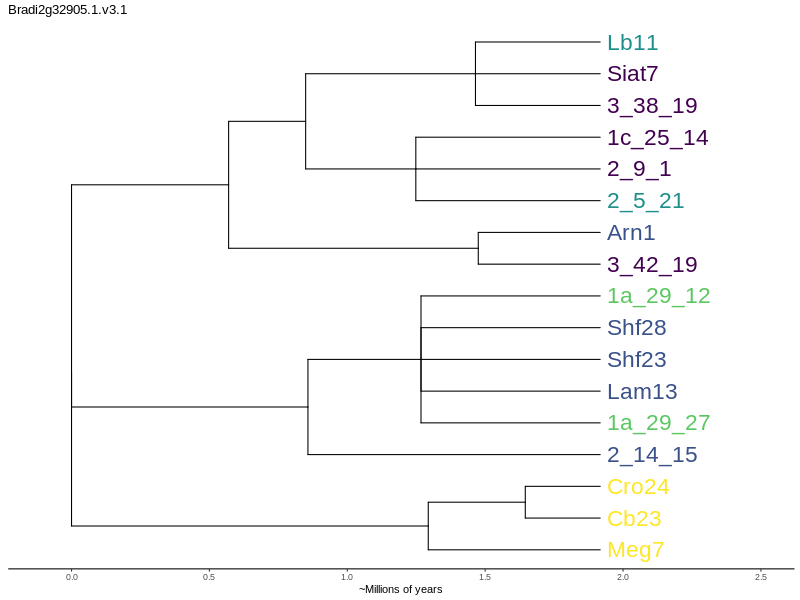 Bradi2g32905.1.v3.1
Lb11
Siat7
3_38_19
1c_25_14
2_9_1
2_5_21
Arn1
3_42_19
1a_29_12
Shf28
Shf23
Lam13
1a_29_27
2_14_15
Cro24
Cb23
Meg7
0.0 0.5 1.0 1.5 2.0 2.5
~Millions of years